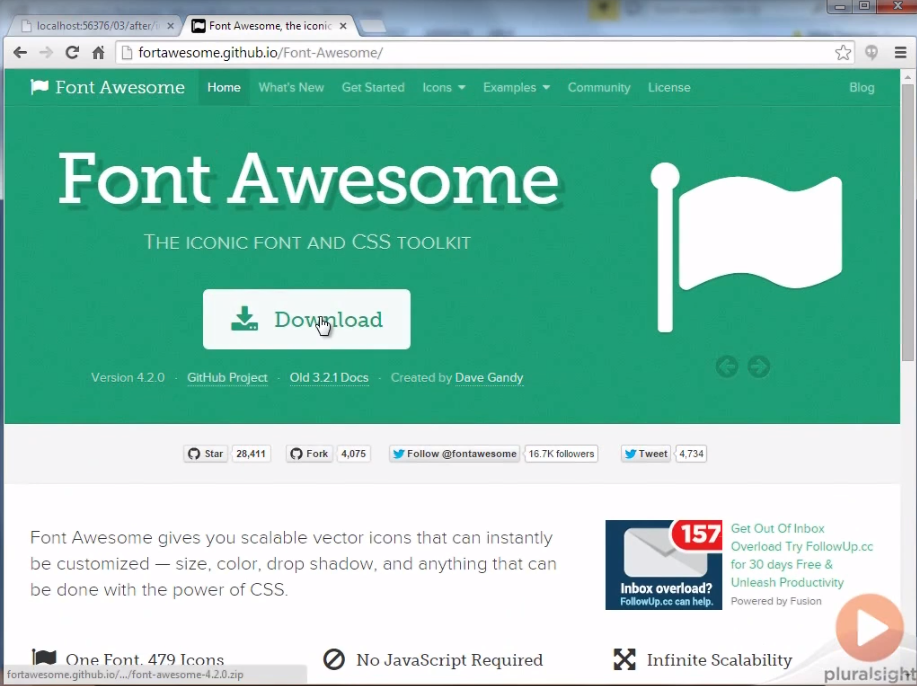 localhost:56376/03/after/i
Font Awesome, the iconic
fortawesome.github.io/Font-Awesome/
Font Awesome
Home
What's New
Get Started
Icons
Examples
Community
License
Blog
Font Awesome
The iconic font and CSS toolkit
Download
Version 4.2.0 · GitHub Project · Old 3.2.1 Docs · Created by Dave Gandy
Star 28,411
Fork 4,075
Follow @fontawesome 16.7K followers
Tweet 4,734
Font Awesome gives you scalable vector icons that can instantly
be customized — size, color, drop shadow, and anything that can
be done with the power of CSS.
157
Inbox overload?
FollowUp.cc can help.
Get Out Of Inbox
Overload Try FollowUp.cc
for 30 days Free &
Unleash Productivity
Powered by Fusion
One Font, 479 Icons
No JavaScript Required
Infinite Scalability
fortawesome.github.io/.../font-awesome-4.2.0.zip
pluralsight